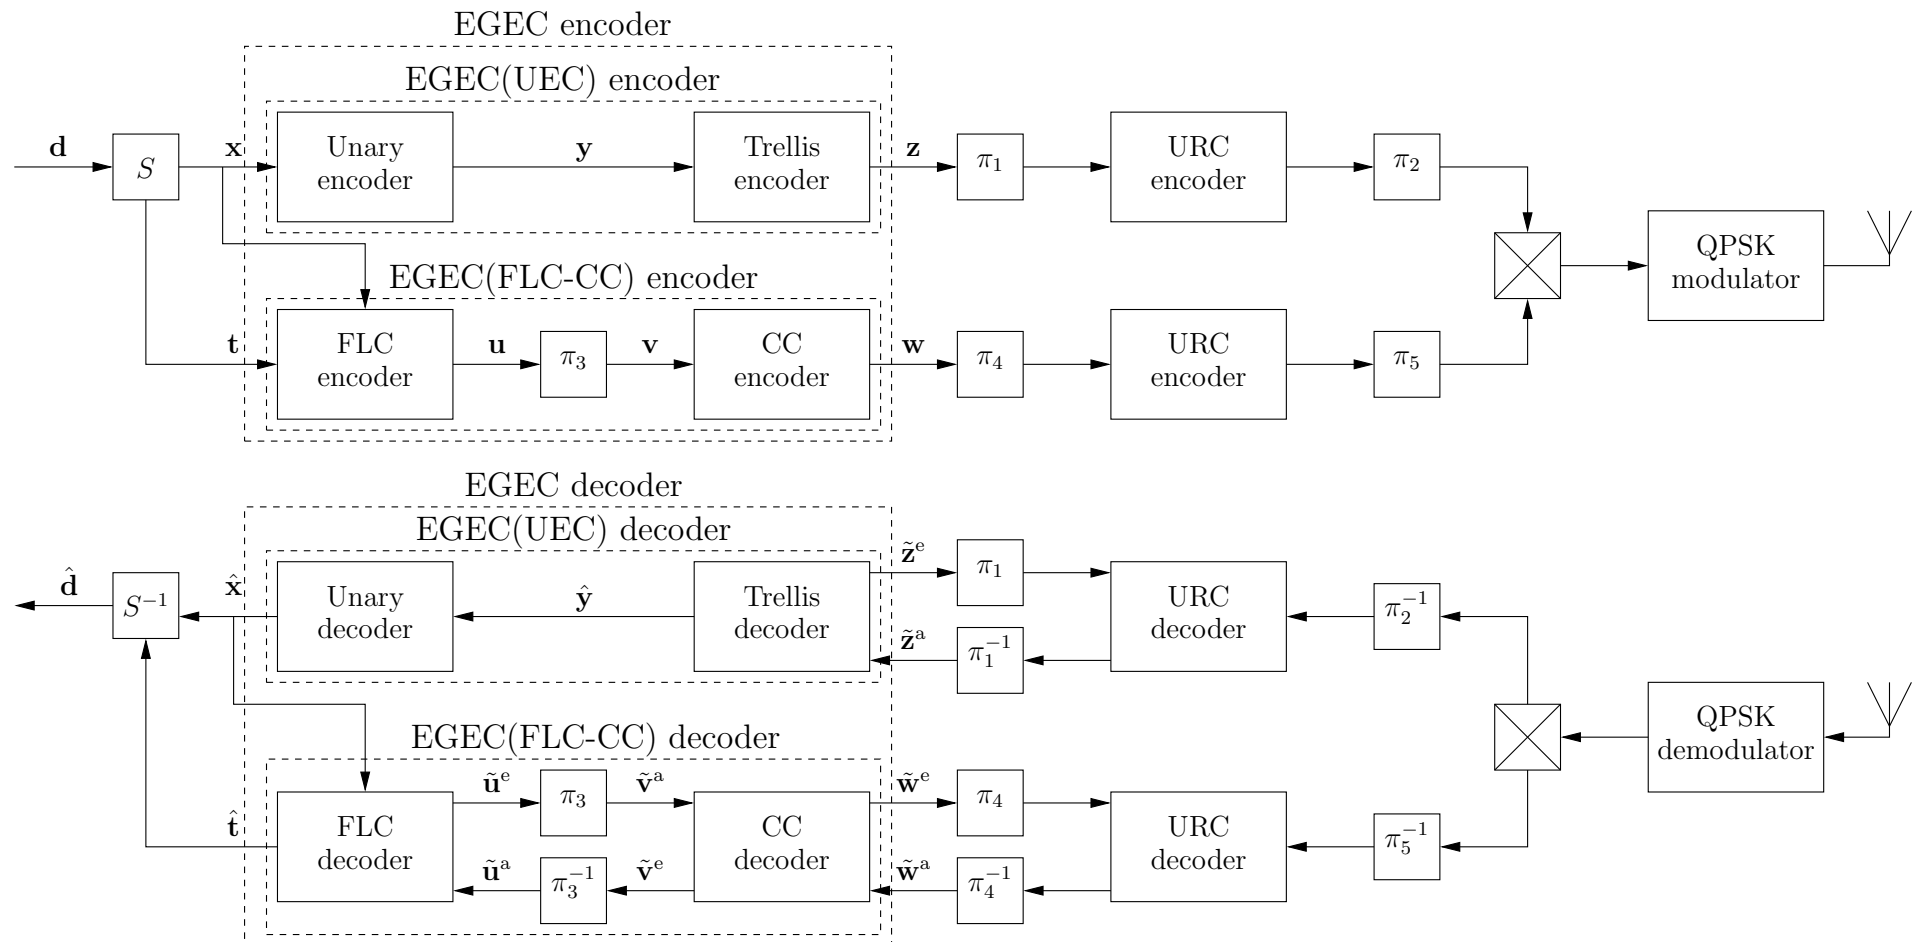 EGEC encoder
EGEC(UEC) encoder
d
S
x
Unary
encoder
y
Trellis
encoder
z
π₁
URC
encoder
π₂
QPSK
modulator
EGEC(FLC-CC) encoder
t
FLC
encoder
u
π₃
v
CC
encoder
w
π₄
URC
encoder
π₅
EGEC decoder
EGEC(UEC) decoder
d̂
S⁻¹
x̂
Unary
decoder
ŷ
Trellis
decoder
z̃ᵉ
π₁
z̃ᵃ
π₁⁻¹
URC
decoder
π₂⁻¹
QPSK
demodulator
EGEC(FLC-CC) decoder
t̂
FLC
decoder
ũᵉ
π₃
ṽᵃ
ũᵃ
π₃⁻¹
ṽᵉ
CC
decoder
w̃ᵉ
π₄
w̃ᵃ
π₄⁻¹
URC
decoder
π₅⁻¹